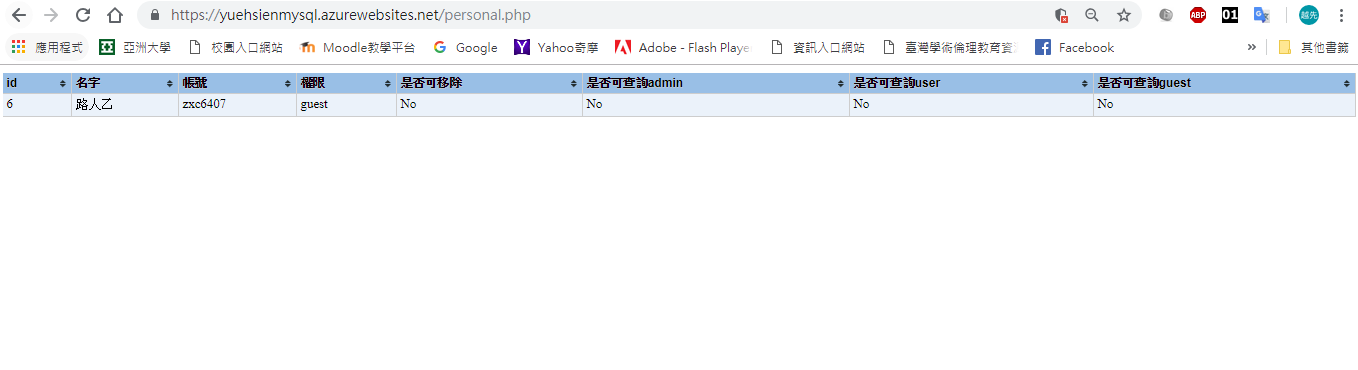 https://yuehsienmysql.azurewebsites.net/personal.php
ABP
01
越先
應用程式 亞洲大學 校園入口網站 Moodle教學平台 Google Yahoo奇摩 Adobe - Flash Playe 資訊入口網站 臺灣學術倫理教育資 Facebook » 其他書籤
id 名字 帳號 權限 是否可移除 是否可查詢admin 是否可查詢user 是否可查詢guest
6 路人乙 zxc6407 guest No No No No